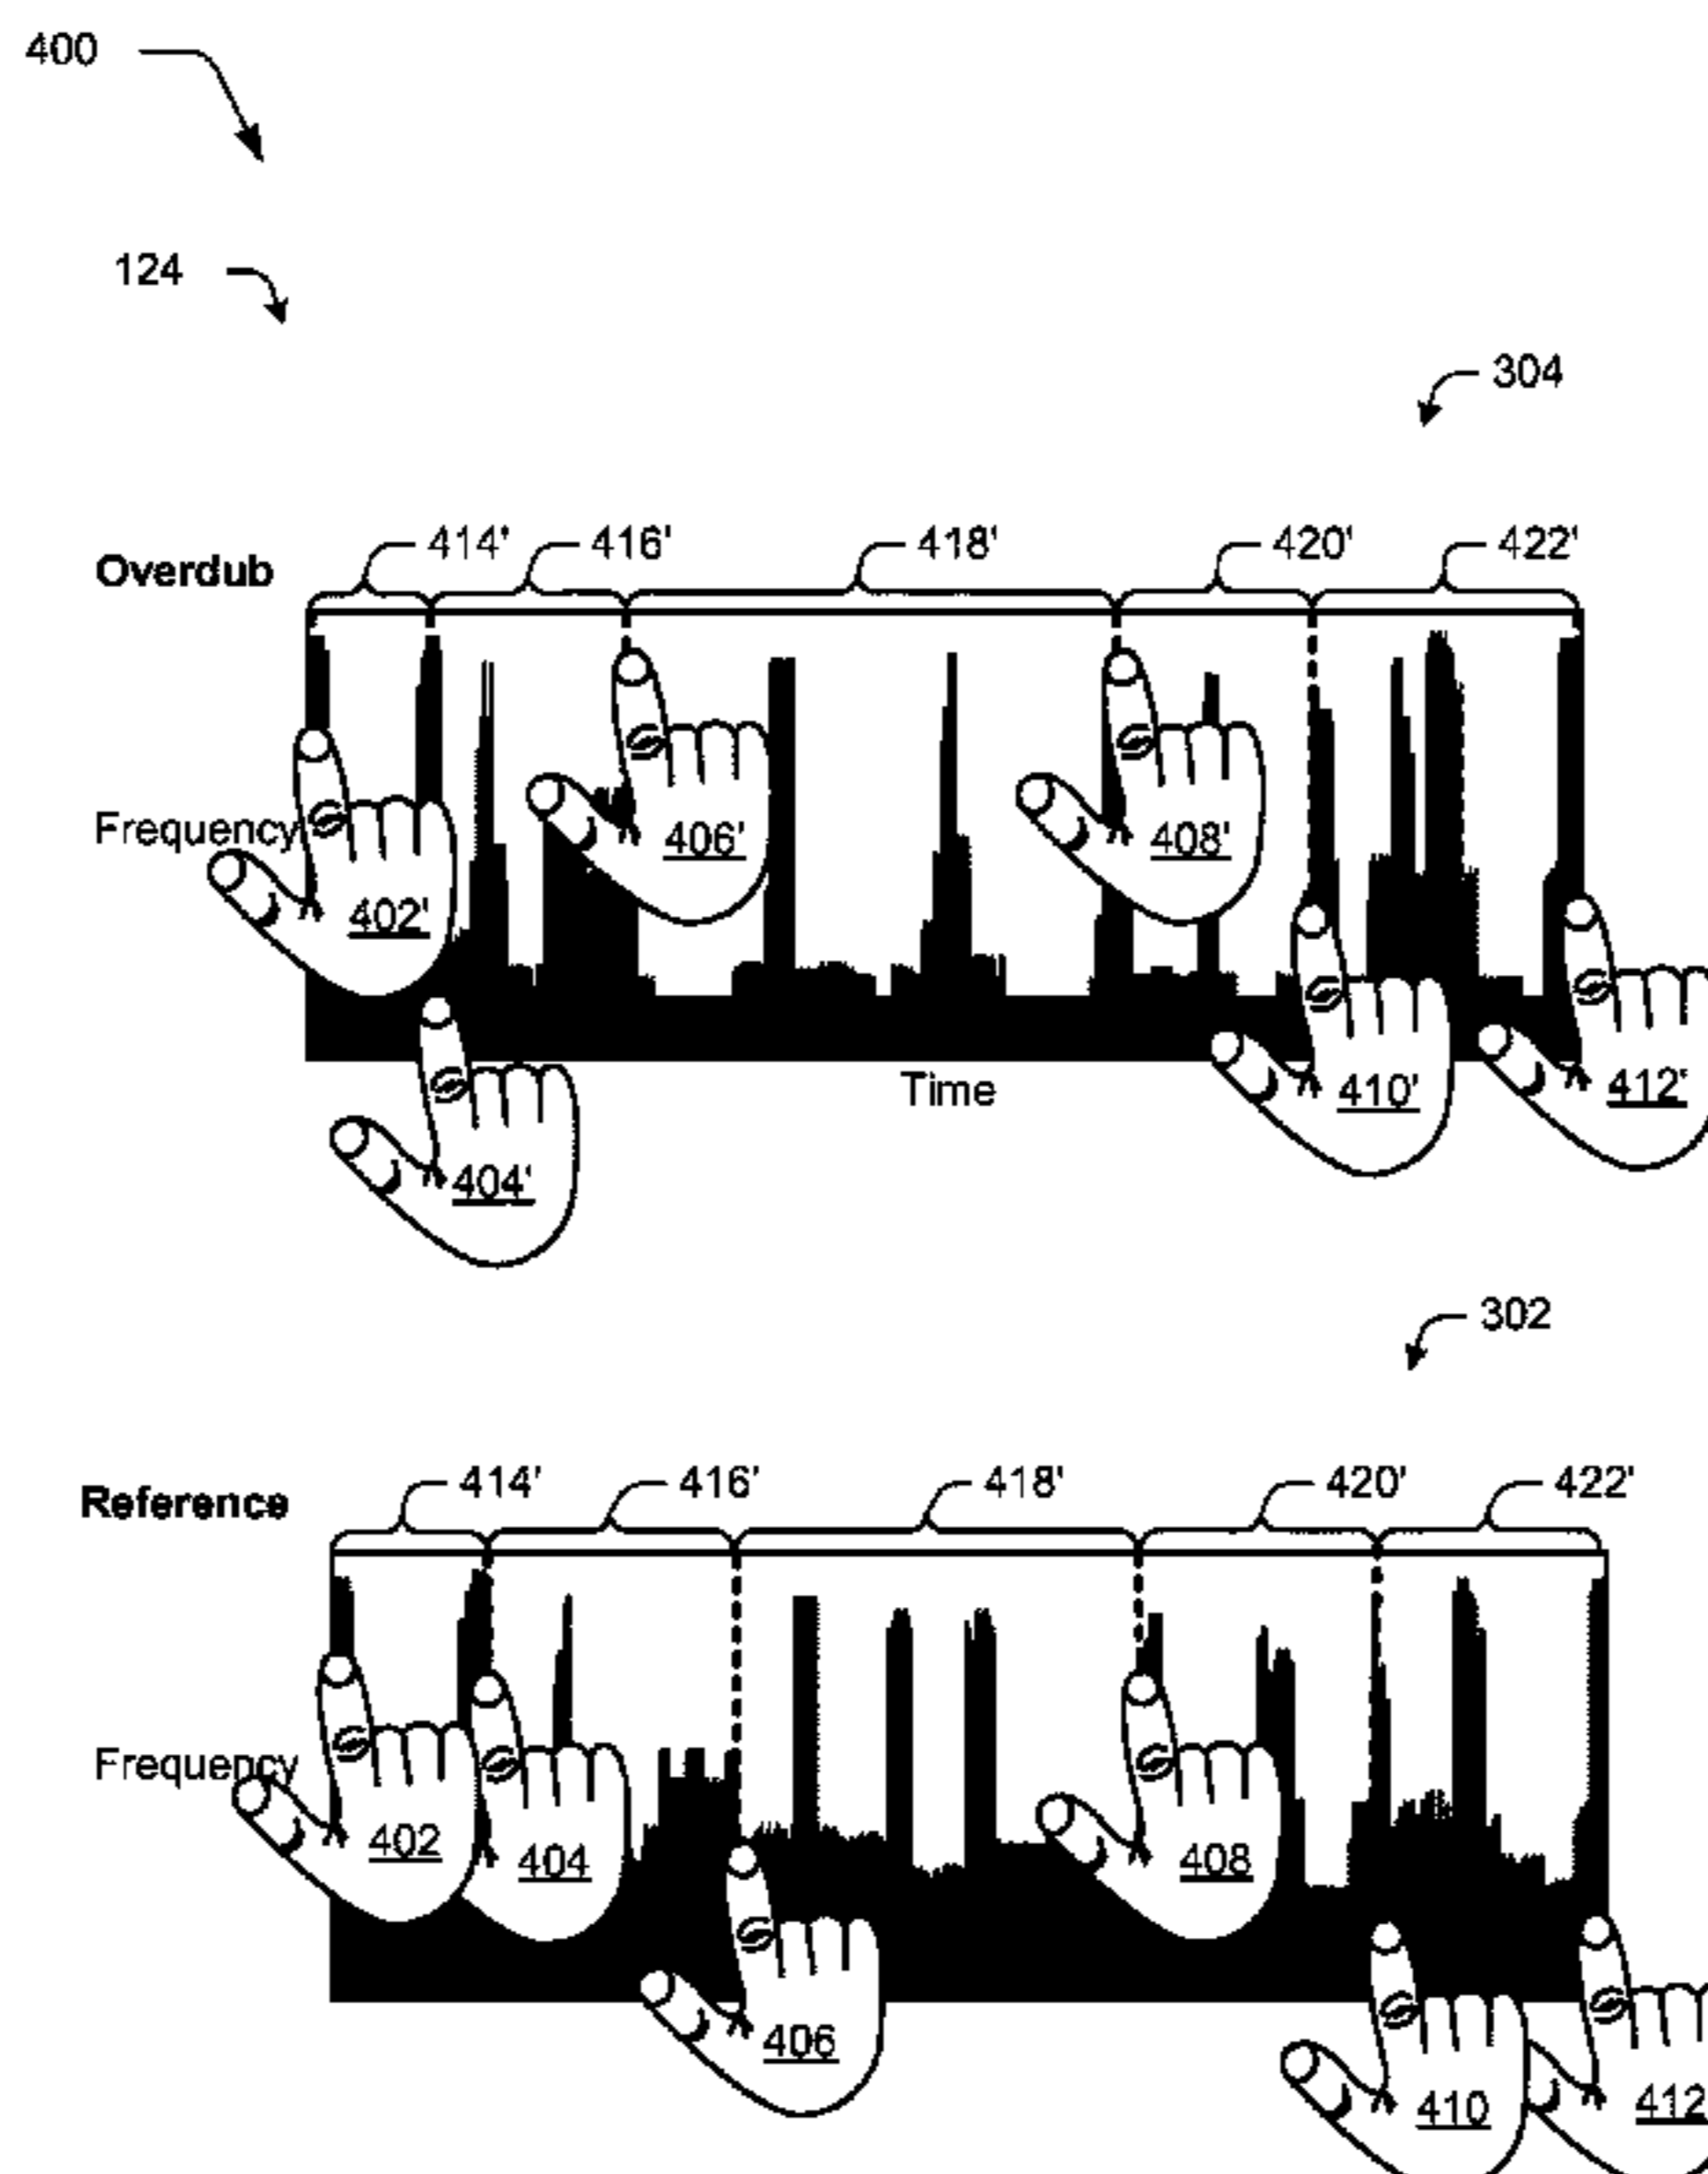 400
124
304
Overdub 414' 416' 418' 420' 422'
Frequency
402' 406' 408'
Time
404' 410' 412'
302
Reference 414' 416' 418' 420' 422'
Frequency
402 404 408
406 410 412